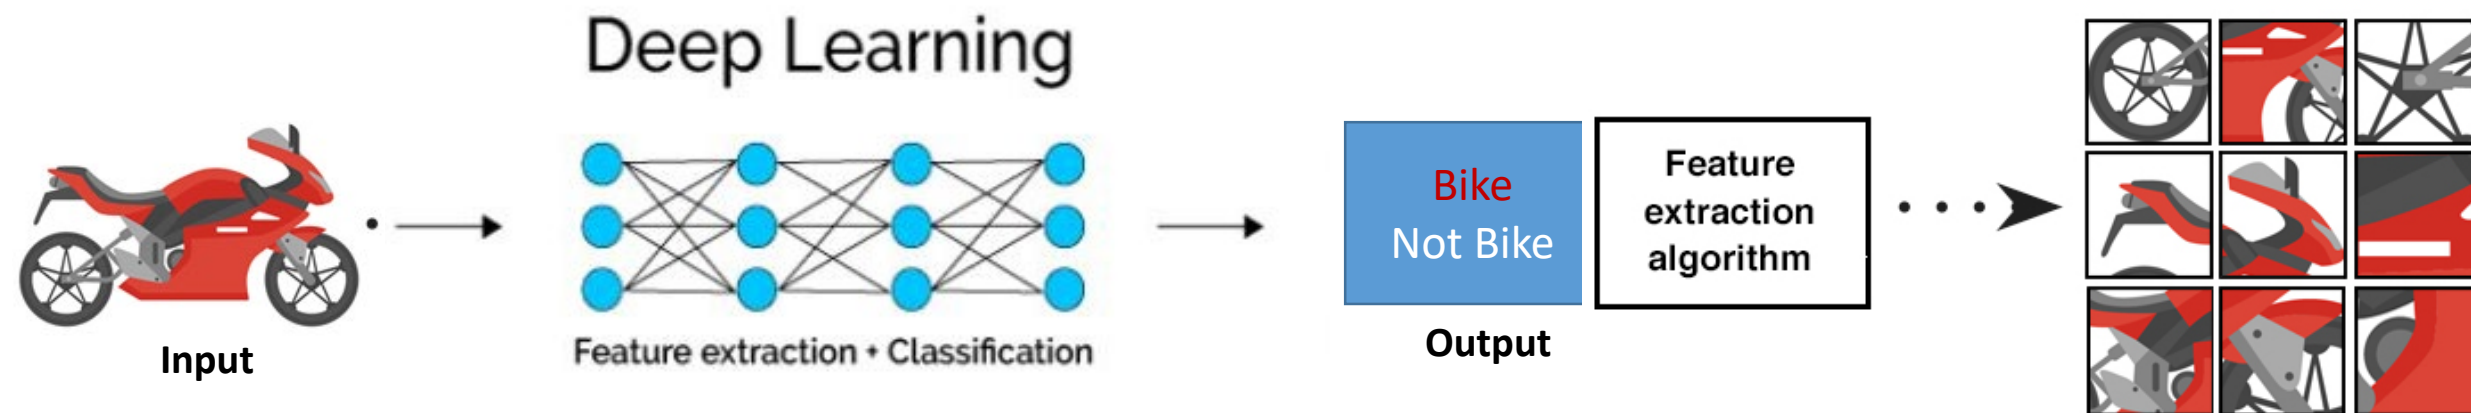 Deep Learning
Feature extraction + Classification
Input
Bike
Not Bike
Output
Feature
extraction
algorithm